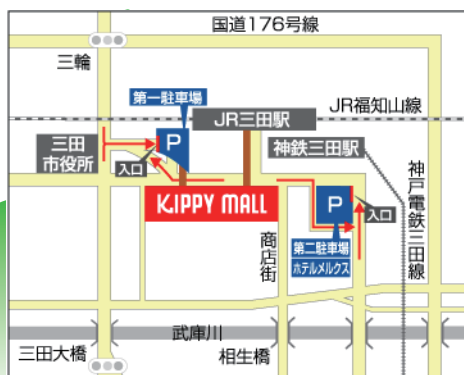 国道176号線
三輪
第一駐車場
JR福知山線
JR三田駅
P
三田
市役所
神鉄三田駅
入口
KIPPY MALL
P
入口
神戸電鉄三田線
商店街
第二駐車場
ホテルメルクス
武庫川
三田大橋
相生橋